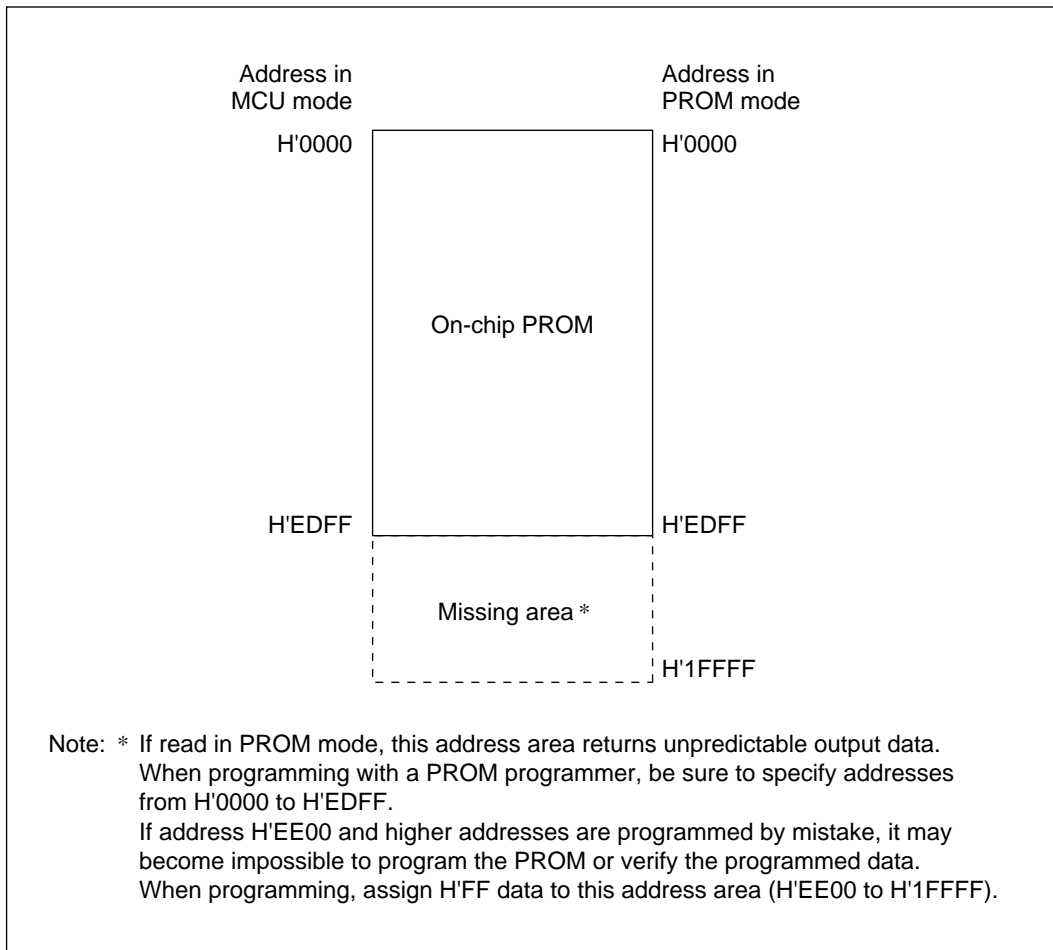 Address in
MCU mode
Address in
PROM mode
H'0000
H'0000
On-chip PROM
H'EDFF
H'EDFF
Missing area *
H'1FFFF
Note: * If read in PROM mode, this address area returns unpredictable output data.
When programming with a PROM programmer, be sure to specify addresses
from H'0000 to H'EDFF.
If address H'EE00 and higher addresses are programmed by mistake, it may
become impossible to program the PROM or verify the programmed data.
When programming, assign H'FF data to this address area (H'EE00 to H'1FFFF).